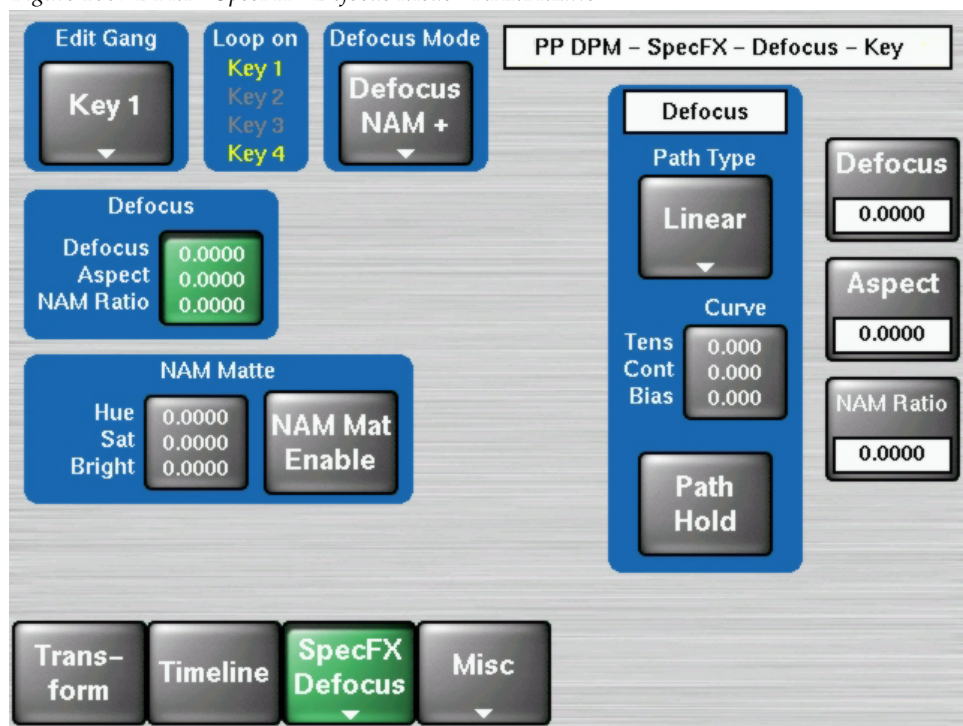 Edit Gang
Key 1
Loop on
Key 1
Key 2
Key 3
Key 4
Defocus Mode
Defocus
NAM +
PP DPM – SpecFX – Defocus – Key
Defocus
Defocus 0.0000
Aspect 0.0000
NAM Ratio 0.0000
NAM Matte
Hue 0.0000
Sat 0.0000
Bright 0.0000
NAM Mat
Enable
Defocus
Path Type
Linear
Curve
Tens 0.000
Cont 0.000
Bias 0.000
Path
Hold
Defocus
0.0000
Aspect
0.0000
NAM Ratio
0.0000
Trans–
form
Timeline
SpecFX
Defocus
Misc